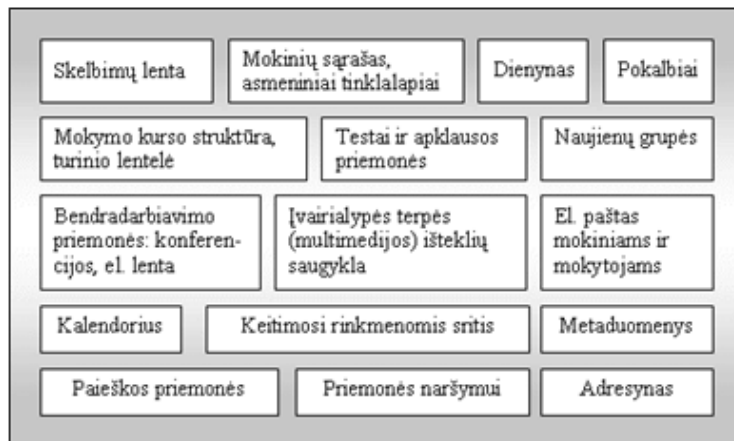 Skelbimų lenta
Mokinių sąrašas,
asmeniniai tinklalapiai
Dienynas
Pokalbiai
Mokymo kurso struktūra,
turinio lentelė
Testai ir apklausos
priemonės
Naujienų grupės
Bendradarbiavimo
priemonės: konferen-
cijos, el. lenta
Įvairialypės terpės
(multimedijos) išteklių
saugykla
El. paštas
mokiniams ir
mokytojams
Kalendorius
Keitimosi rinkmenomis sritis
Metaduomenys
Paieškos priemonės
Priemonės naršymui
Adresynas